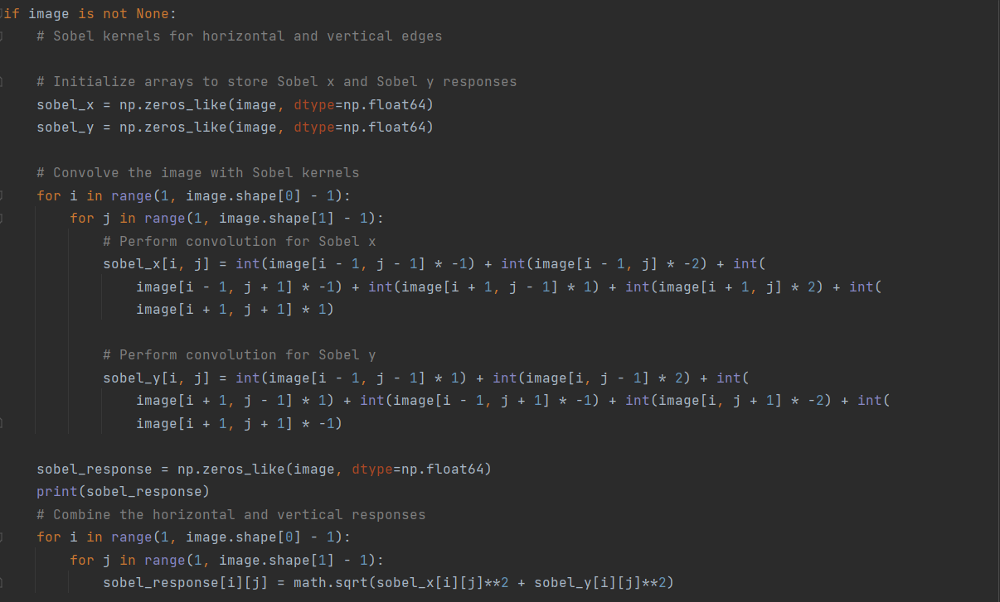 if image is not None:
    # Sobel kernels for horizontal and vertical edges
    # Initialize arrays to store Sobel x and Sobel y responses
    sobel_x = np.zeros_like(image, dtype=np.float64)
    sobel_y = np.zeros_like(image, dtype=np.float64)
    # Convolve the image with Sobel kernels
    for i in range(1, image.shape[0] - 1):
        for j in range(1, image.shape[1] - 1):
            # Perform convolution for Sobel x
            sobel_x[i, j] = int(image[i - 1, j - 1] * -1) + int(image[i - 1, j] * -2) + int(
                image[i - 1, j + 1] * -1) + int(image[i + 1, j - 1] * 1) + int(image[i + 1, j] * 2) + int(
                image[i + 1, j + 1] * 1)
            # Perform convolution for Sobel y
            sobel_y[i, j] = int(image[i - 1, j - 1] * 1) + int(image[i, j - 1] * 2) + int(
                image[i + 1, j - 1] * 1) + int(image[i - 1, j + 1] * -1) + int(image[i, j + 1] * -2) + int(
                image[i + 1, j + 1] * -1)
    sobel_response = np.zeros_like(image, dtype=np.float64)
    print(sobel_response)
    # Combine the horizontal and vertical responses
    for i in range(1, image.shape[0] - 1):
        for j in range(1, image.shape[1] - 1):
            sobel_response[i][j] = math.sqrt(sobel_x[i][j]**2 + sobel_y[i][j]**2)